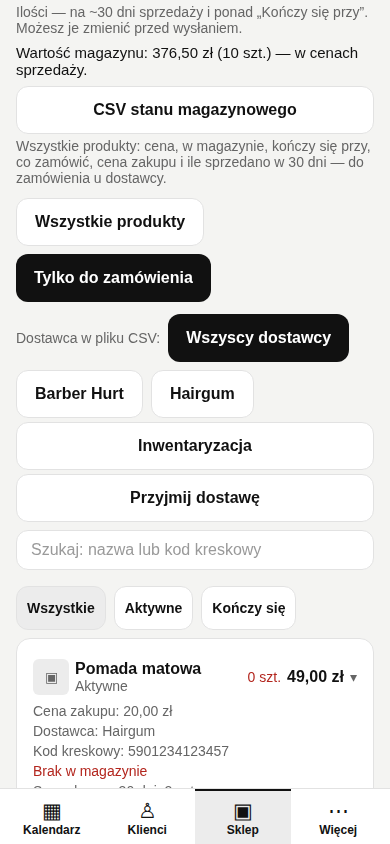 Ilości — na ~30 dni sprzedaży i ponad „Kończy się przy”.
Możesz je zmienić przed wysłaniem.
Wartość magazynu: 376,50 zł (10 szt.) — w cenach
sprzedaży.
CSV stanu magazynowego
Wszystkie produkty: cena, w magazynie, kończy się przy,
co zamówić, cena zakupu i ile sprzedano w 30 dni — do
zamówienia u dostawcy.
Wszystkie produkty
Tylko do zamówienia
Dostawca w pliku CSV: Wszyscy dostawcy
Barber Hurt Hairgum
Inwentaryzacja
Przyjmij dostawę
Szukaj: nazwa lub kod kreskowy
Wszystkie Aktywne Kończy się
Pomada matowa 0 szt. 49,00 zł
Aktywne
Cena zakupu: 20,00 zł
Dostawca: Hairgum
Kod kreskowy: 5901234123457
Brak w magazynie
Kalendarz Klienci Sklep Więcej